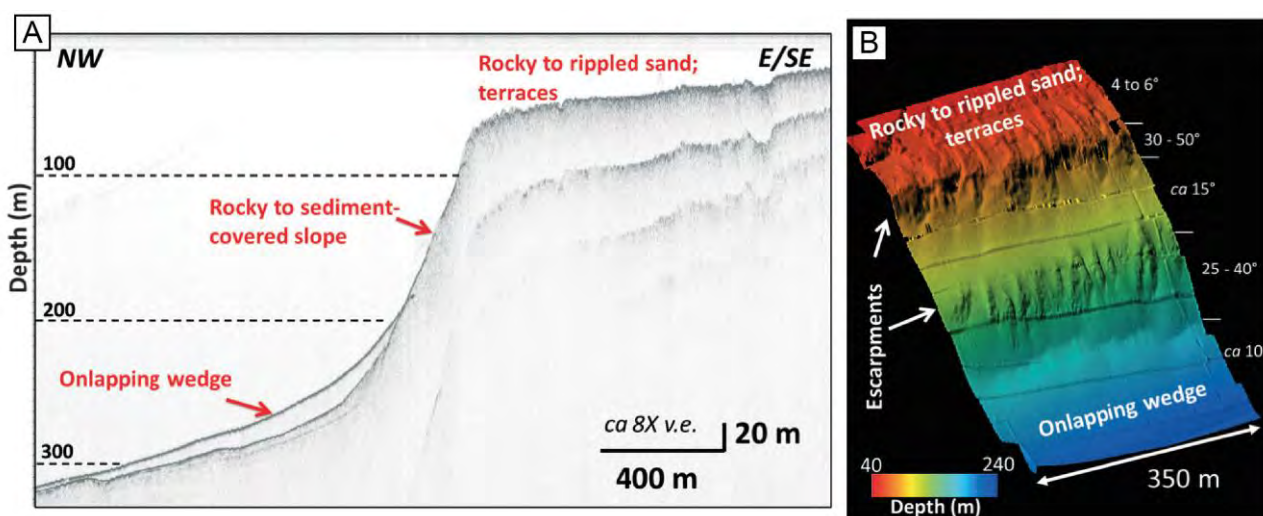 A
NW
E/SE
Rocky to rippled sand;
terraces
100
Rocky to sediment-
covered slope
Depth (m)
200
Onlapping wedge
ca 8X v.e.
20 m
300
400 m
B
Rocky to rippled sand;
terraces
4 to 6°
30 - 50°
ca 15°
25 - 40°
Escarpments
ca 10
Onlapping wedge
40
240
Depth (m)
350 m